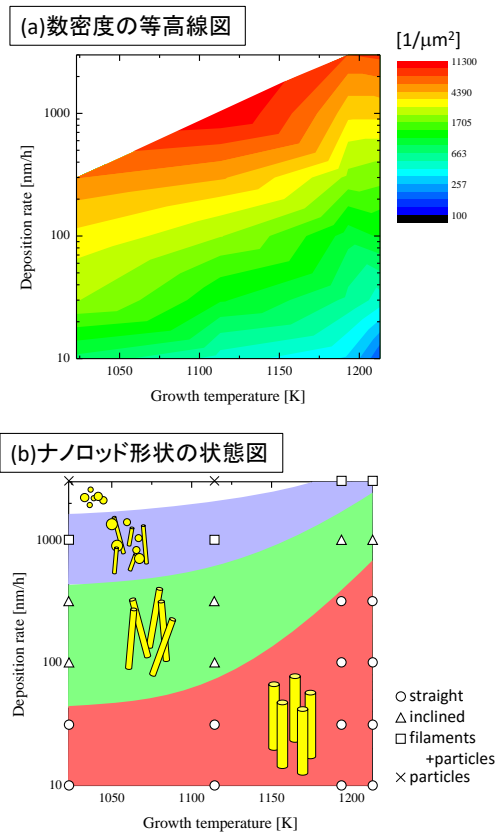 (a)数密度の等高線図
[1/μm²]
11300
4390
1705
663
257
100
1000
100
10
Deposition rate [nm/h]
1050
1100
1150
1200
Growth temperature [K]
(b)ナノロッド形状の状態図
1000
100
10
Deposition rate [nm/h]
1050
1100
1150
1200
Growth temperature [K]
straight
inclined
filaments
+particles
particles